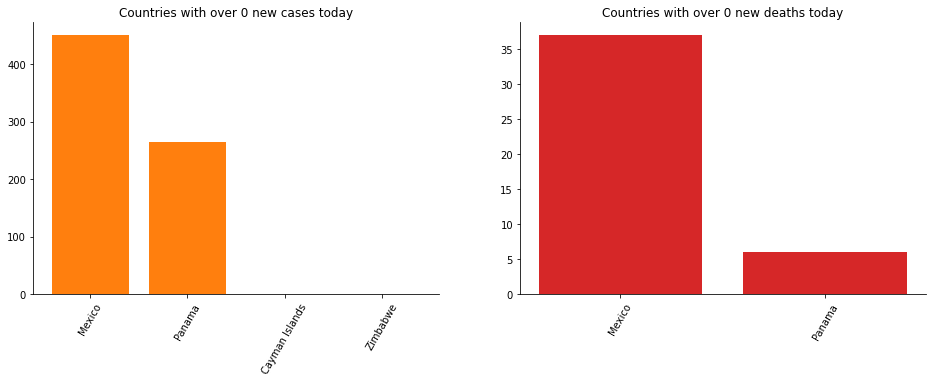 Countries with over 0 new cases today
400
300
200
100
0
Mexico
Panama
Cayman Islands
Zimbabwe
Countries with over 0 new deaths today
35
30
25
20
15
10
5
0
Mexico
Panama